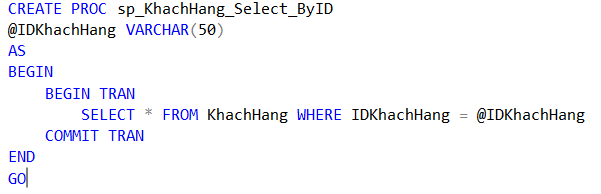 CREATE PROC sp_KhachHang_Select_ByID
@IDKhachHang VARCHAR(50)
AS
BEGIN
    BEGIN TRAN
        SELECT * FROM KhachHang WHERE IDKhachHang = @IDKhachHang
    COMMIT TRAN
END
GO